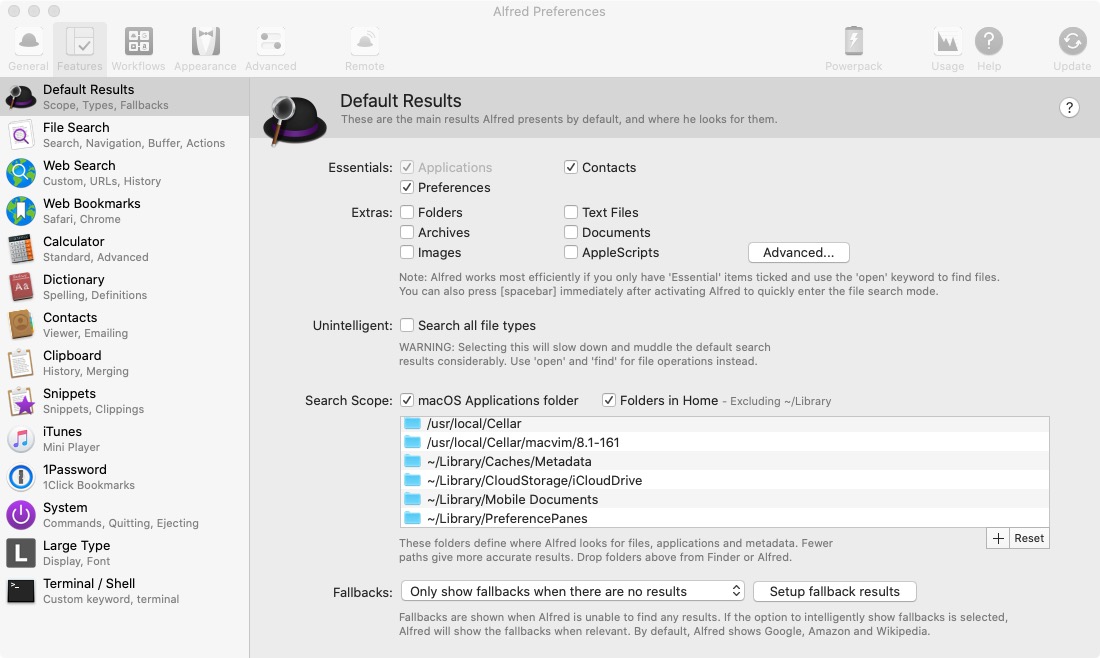 Alfred Preferences
General Features Workflows Appearance Advanced Remote Powerpack Usage Help Update
Default Results
Scope, Types, Fallbacks
File Search
Search, Navigation, Buffer, Actions
Web Search
Custom, URLs, History
Web Bookmarks
Safari, Chrome
Calculator
Standard, Advanced
Dictionary
Spelling, Definitions
Contacts
Viewer, Emailing
Clipboard
History, Merging
Snippets
Snippets, Clippings
iTunes
Mini Player
1Password
1Click Bookmarks
System
Commands, Quitting, Ejecting
Large Type
Display, Font
Terminal / Shell
Custom keyword, terminal
Default Results
These are the main results Alfred presents by default, and where he looks for them.
?
Essentials: Applications Contacts
Preferences
Extras: Folders Text Files
Archives Documents
Images AppleScripts Advanced...
Note: Alfred works most efficiently if you only have 'Essential' items ticked and use the 'open' keyword to find files.
You can also press [spacebar] immediately after activating Alfred to quickly enter the file search mode.
Unintelligent: Search all file types
WARNING: Selecting this will slow down and muddle the default search
results considerably. Use 'open' and 'find' for file operations instead.
Search Scope: macOS Applications folder Folders in Home - Excluding ~/Library
/usr/local/Cellar
/usr/local/Cellar/macvim/8.1-161
~/Library/Caches/Metadata
~/Library/CloudStorage/iCloudDrive
~/Library/Mobile Documents
~/Library/PreferencePanes
+ Reset
These folders define where Alfred looks for files, applications and metadata. Fewer
paths give more accurate results. Drop folders above from Finder or Alfred.
Fallbacks: Only show fallbacks when there are no results Setup fallback results
Fallbacks are shown when Alfred is unable to find any results. If the option to intelligently show fallbacks is selected,
Alfred will show the fallbacks when relevant. By default, Alfred shows Google, Amazon and Wikipedia.